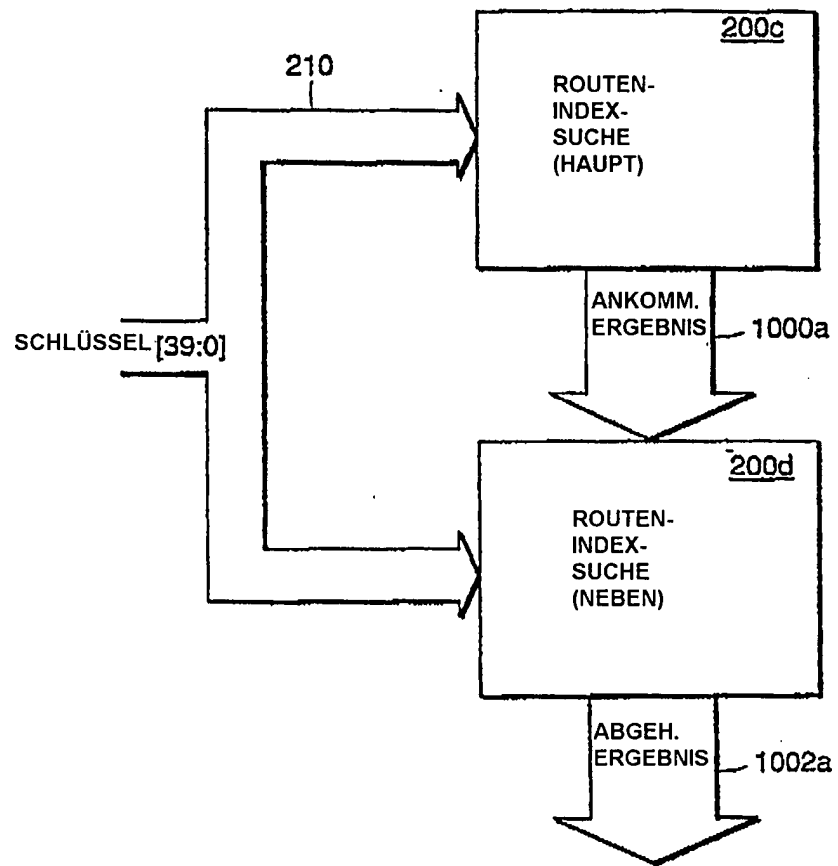 200c
210
ROUTEN-
INDEX-
SUCHE
(HAUPT)
ANKOMM.
ERGEBNIS
1000a
SCHLÜSSEL [39:0]
200d
ROUTEN-
INDEX-
SUCHE
(NEBEN)
ABGEH.
ERGEBNIS
1002a